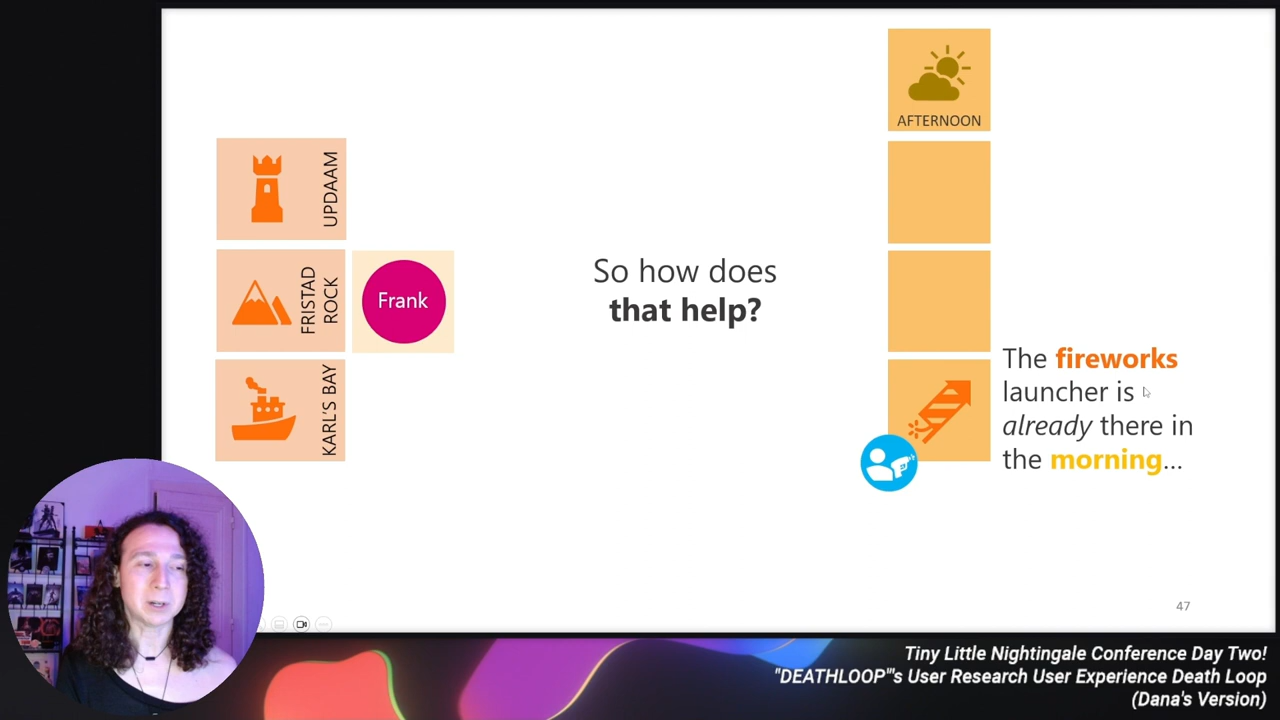 AFTERNOON
UPDAAM
FRISTAD
ROCK
Frank
KARL'S BAY
So how does
that help?
The fireworks
launcher is
already there in
the morning...
47
Tiny Little Nightingale Conference Day Two!
"DEATHLOOP"'s User Research User Experience Death Loop
(Dana's Version)